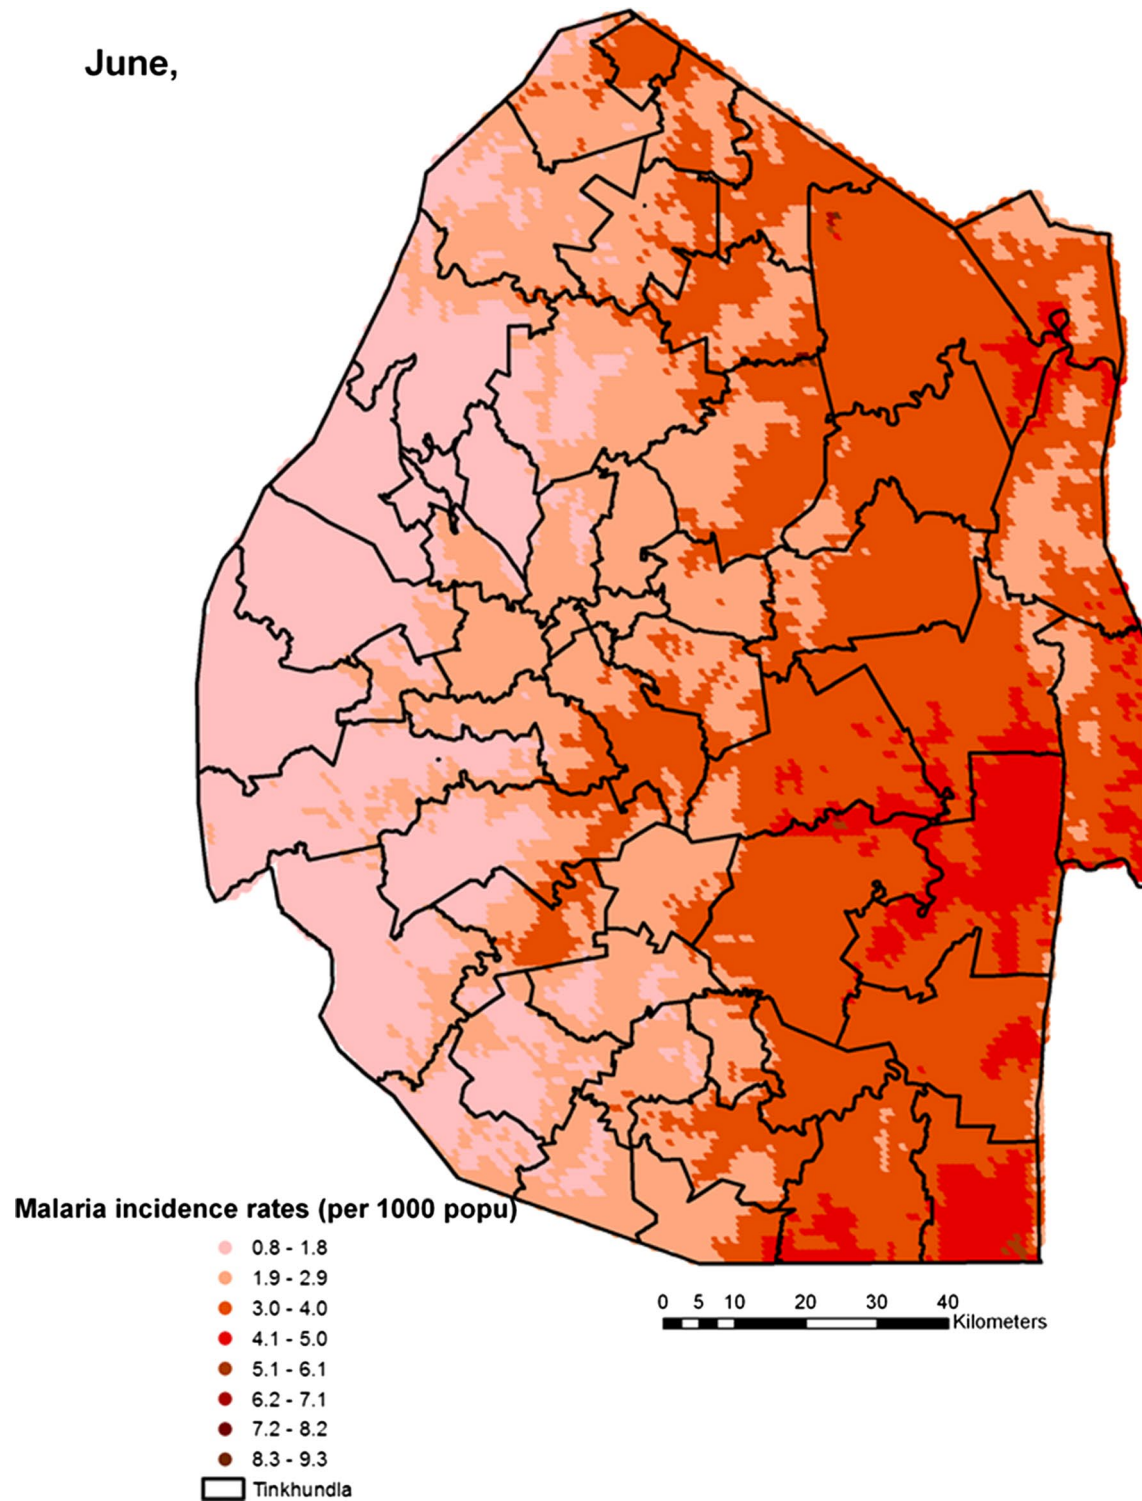 June,
Malaria incidence rates (per 1000 popu)
0.8 - 1.8
1.9 - 2.9
3.0 - 4.0
4.1 - 5.0
5.1 - 6.1
6.2 - 7.1
7.2 - 8.2
8.3 - 9.3
Tinkhundla
0 5 10 20 30 40
Kilometers